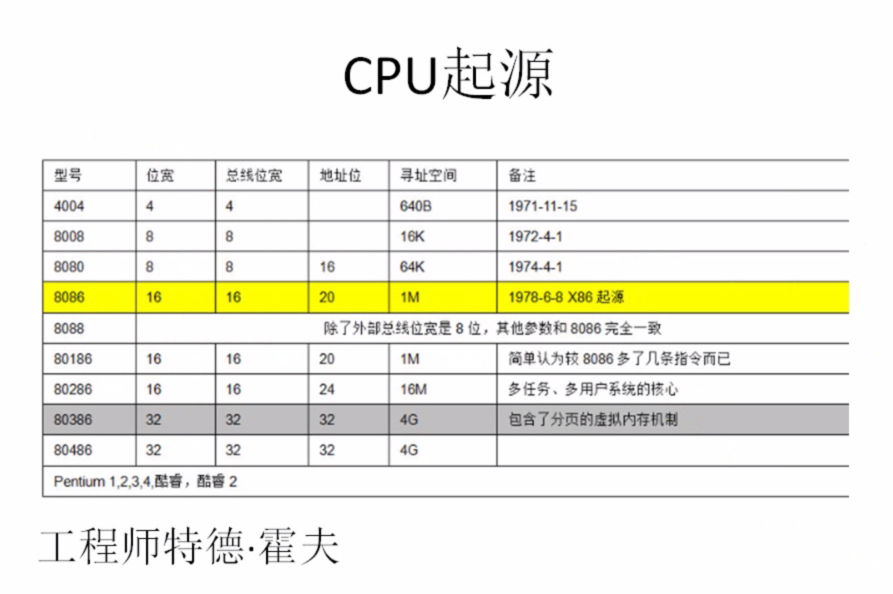 CPU起源
型号 位宽 总线位宽 地址位 寻址空间 备注
4004 4 4 640B 1971-11-15
8008 8 8 16K 1972-4-1
8080 8 8 16 64K 1974-4-1
8086 16 16 20 1M 1978-6-8 X86 起源
8088 除了外部总线位宽是 8 位，其他参数和 8086 完全一致
80186 16 16 20 1M 简单认为较 8086 多了几条指令而已
80286 16 16 24 16M 多任务、多用户系统的核心
80386 32 32 32 4G 包含了分页的虚拟内存机制
80486 32 32 32 4G
Pentium 1,2,3,4,酷睿，酷睿 2
工程师特德·霍夫